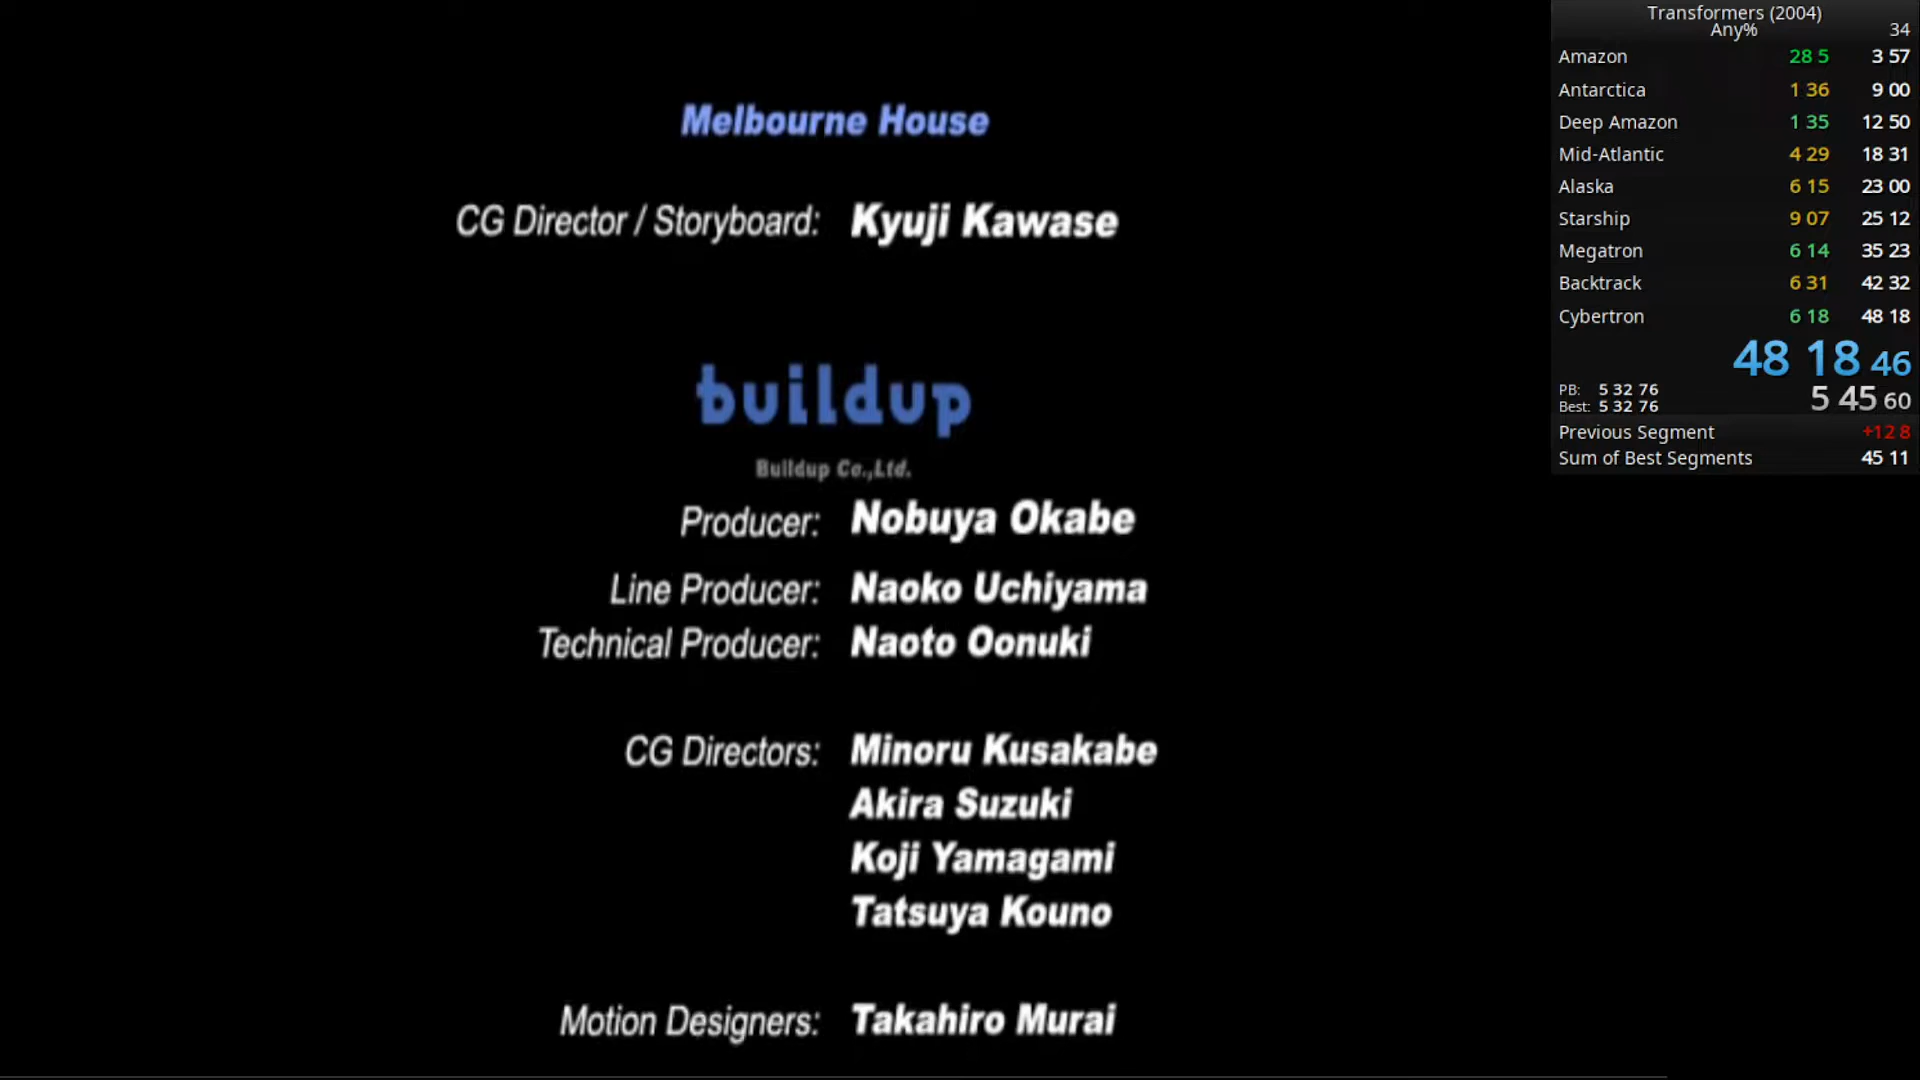 Melbourne House
CG Director / Storyboard: Kyuji Kawase
buildup
Buildup Co.,Ltd.
Producer: Nobuya Okabe
Line Producer: Naoko Uchiyama
Technical Producer: Naoto Oonuki
CG Directors: Minoru Kusakabe
Akira Suzuki
Koji Yamagami
Tatsuya Kouno
Motion Designers: Takahiro Murai
Transformers (2004)
Any% 34
Amazon 28 5 3 57
Antarctica 1 36 9 00
Deep Amazon 1 35 12 50
Mid-Atlantic 4 29 18 31
Alaska 6 15 23 00
Starship 9 07 25 12
Megatron 6 14 35 23
Backtrack 6 31 42 32
Cybertron 6 18 48 18
48 18 46
PB: 5 32 76
Best: 5 32 76
5 45 60
Previous Segment +12 8
Sum of Best Segments 45 11